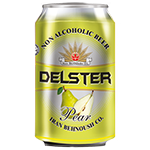 NON ALCOHOLIC BEER
DELSTER
Pear
IRAN BEHNOUSH CO.